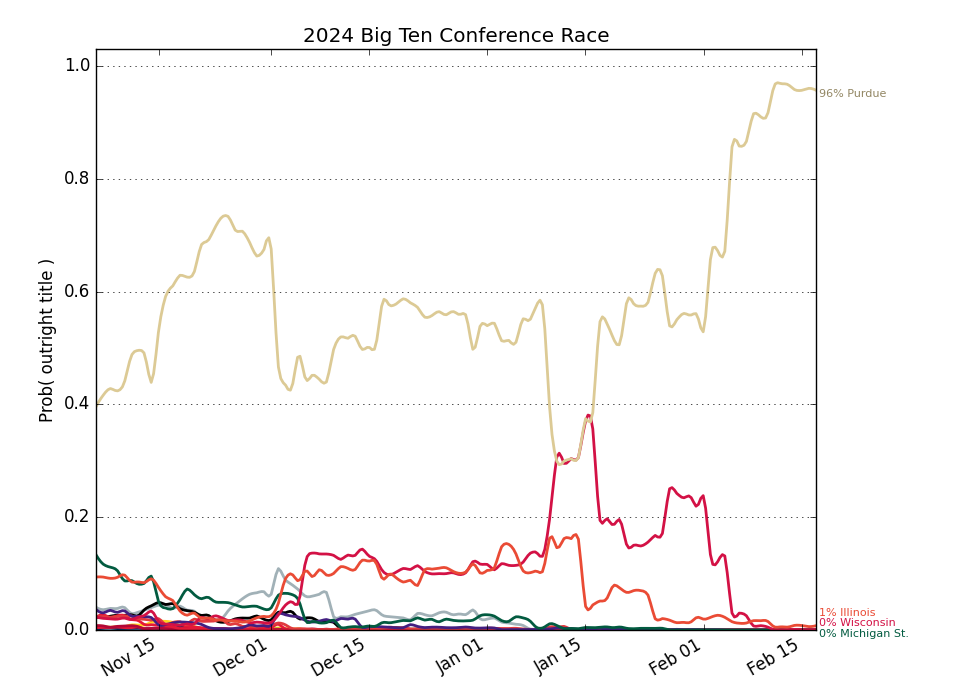 2024 Big Ten Conference Race
Prob( outright title )
1.0
0.8
0.6
0.4
0.2
0.0
96% Purdue
1% Illinois
0% Wisconsin
0% Michigan St.
Nov 15
Dec 01
Dec 15
Jan 01
Jan 15
Feb 01
Feb 15